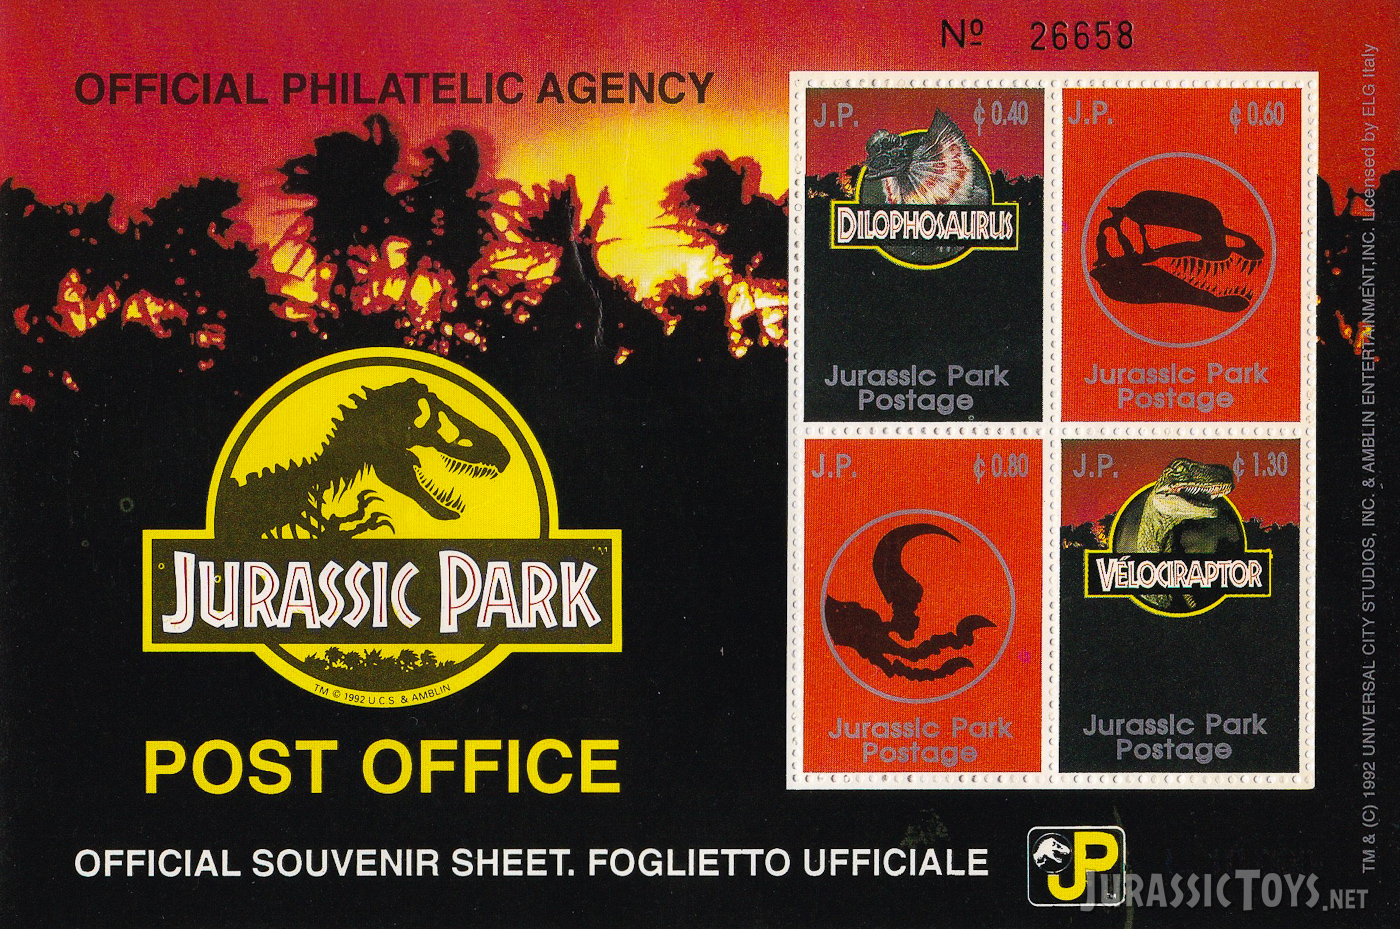 Nº 26658
OFFICIAL PHILATELIC AGENCY
J.P. ¢ 0.40
DILOPHOSAURUS
Jurassic Park
Postage
J.P. ¢ 0.60
Jurassic Park
Postage
J.P. ¢ 0.80
Jurassic Park
Postage
J.P. ¢ 1.30
VÉLOCIRAPTOR
Jurassic Park
Postage
JURASSIC PARK
TM
TM © 1992 U.C.S. & AMBLIN
POST OFFICE
OFFICIAL SOUVENIR SHEET. FOGLIETTO UFFICIALE
JP
TM & (C) 1992 UNIVERSAL CITY STUDIOS, INC. & AMBLIN ENTERTAINMENT,INC. Licensed by ELG Italy
JURASSICTOYS.NET